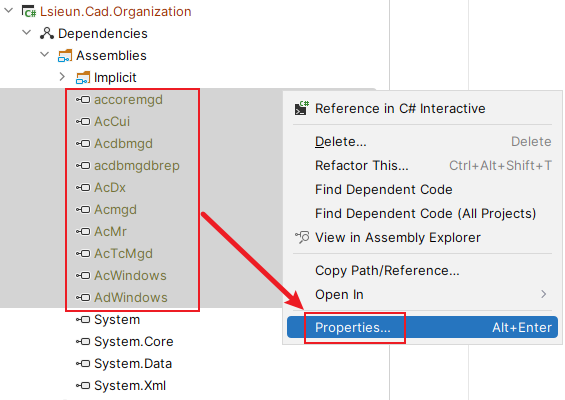 Lsieun.Cad.Organization
Dependencies
Assemblies
Implicit
accoremgd
AcCui
Acdbmgd
acdbmgdbrep
AcDx
Acmgd
AcMr
AcTcMgd
AcWindows
AdWindows
System
System.Core
System.Data
System.Xml
Reference in C# Interactive
Delete... Delete
Refactor This... Ctrl+Alt+Shift+T
Find Dependent Code
Find Dependent Code (All Projects)
View in Assembly Explorer
Copy Path/Reference...
Open In
Properties... Alt+Enter